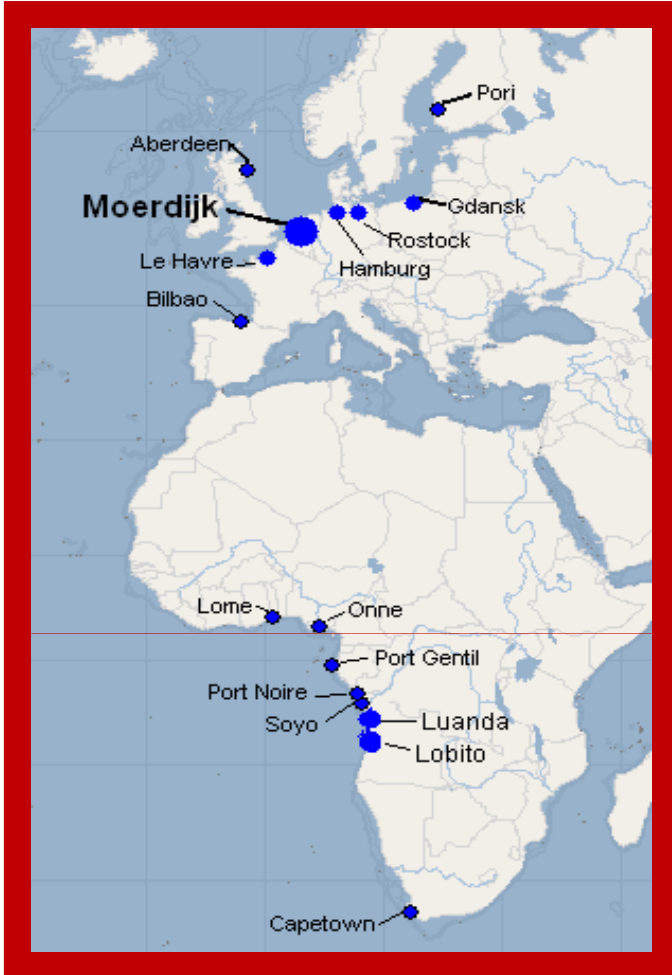 Pori
Aberdeen
Moerdijk
Gdansk
Rostock
Le Havre
Hamburg
Bilbao
Lome
Onne
Port Gentil
Port Noire
Soyo
Luanda
Lobito
Capetown